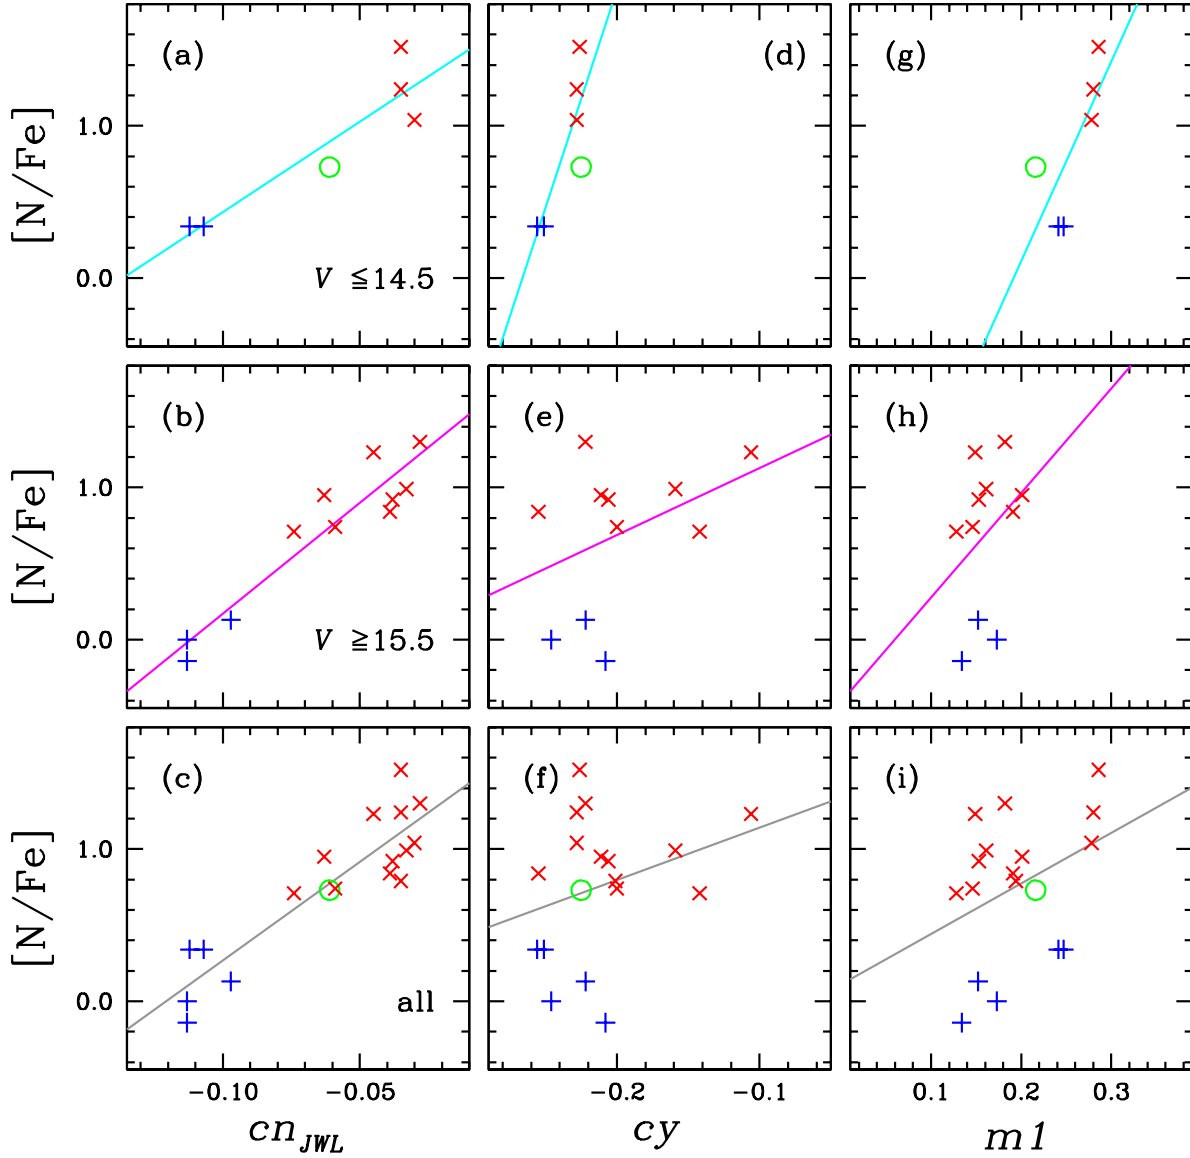 (a)
(d)
(g)
[N/Fe]
1.0
0.0
V ≦14.5
(b)
(e)
(h)
[N/Fe]
1.0
0.0
V ≧15.5
(c)
(f)
(i)
[N/Fe]
1.0
0.0
all
−0.10 −0.05 −0.2 −0.1 0.1 0.2 0.3
cn_JWL cy m1